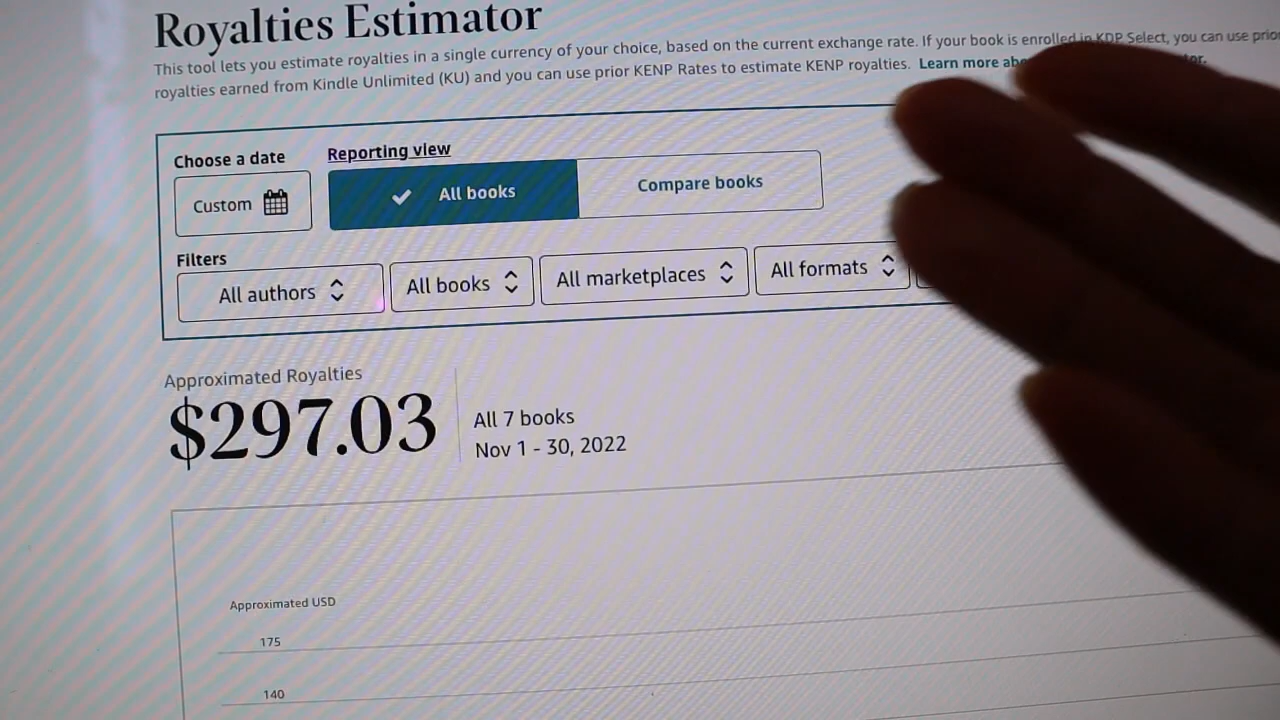 Royalties Estimator
This tool lets you estimate royalties in a single currency of your choice, based on the current exchange rate. If your book is enrolled in KDP Select, you can use prior
royalties earned from Kindle Unlimited (KU) and you can use prior KENP Rates to estimate KENP royalties. Learn more
Choose a date
Reporting view
Custom
All books
Compare books
Filters
All authors
All books
All marketplaces
All formats
Approximated Royalties
$297.03
All 7 books
Nov 1 - 30, 2022
Approximated USD
175
140